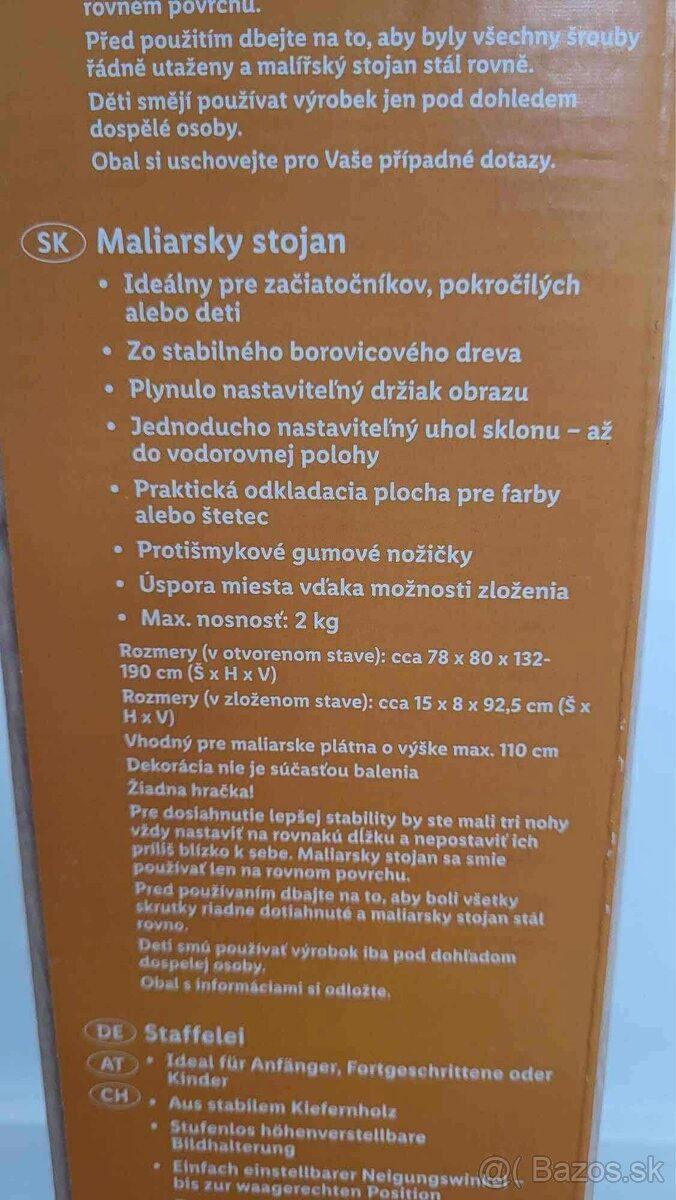 rovném povrchu.
Před použitím dbejte na to, aby byly všechny šrouby
řádně utaženy a malířský stojan stál rovně.
Děti smějí používat výrobek jen pod dohledem
dospělé osoby.
Obal si uschovejte pro Vaše případné dotazy.
SK Maliarsky stojan
• Ideálny pre začiatočníkov, pokročilých
alebo deti
• Zo stabilného borovicového dreva
• Plynulo nastaviteľný držiak obrazu
• Jednoducho nastaviteľný uhol sklonu – až
do vodorovnej polohy
• Praktická odkladacia plocha pre farby
alebo štetec
• Protišmykové gumové nožičky
• Úspora miesta vďaka možnosti zloženia
• Max. nosnosť: 2 kg
Rozmery (v otvorenom stave): cca 78 x 80 x 132-
190 cm (Š x H x V)
Rozmery (v zloženom stave): cca 15 x 8 x 92,5 cm (Š x
H x V)
Vhodný pre maliarske plátna o výške max. 110 cm
Dekorácia nie je súčasťou balenia
Žiadna hračka!
Pre dosiahnutie lepšej stability by ste mali tri nohy
vždy nastaviť na rovnakú dĺžku a nepostaviť ich
príliš blízko k sebe. Maliarsky stojan sa smie
používať len na rovnom povrchu.
Pred používaním dbajte na to, aby boli všetky
skrutky riadne dotiahnuté a maliarsky stojan stál
rovno.
Deti smú používať výrobok iba pod dohľadom
dospelej osoby.
Obal s informáciami si odložte.
DE Staffelei
AT • Ideal für Anfänger, Fortgeschrittene oder
Kinder
CH • Aus stabilem Kiefernholz
• Stufenlos höhenverstellbare
Bildhalterung
• Einfach einstellbarer Neigungswinkel -
bis zur waagerechten Position
@( Bazos.sk